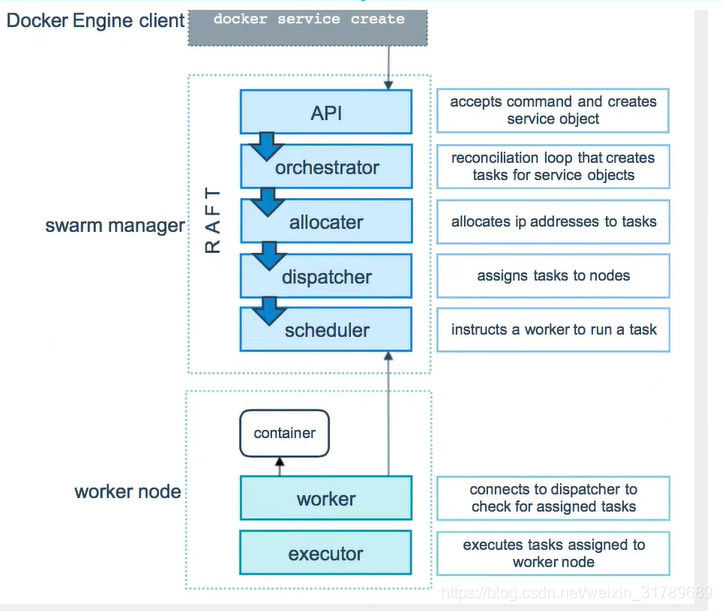 Docker Engine client
docker service create
swarm manager
RAFT
API
accepts command and creates
service object
orchestrator
reconciliation loop that creates
tasks for service objects
allocater
allocates ip addresses to tasks
dispatcher
assigns tasks to nodes
scheduler
instructs a worker to run a task
worker node
container
worker
connects to dispatcher to
check for assigned tasks
executor
executes tasks assigned to
worker node
https://blog.csdn.net/weixin_31789689